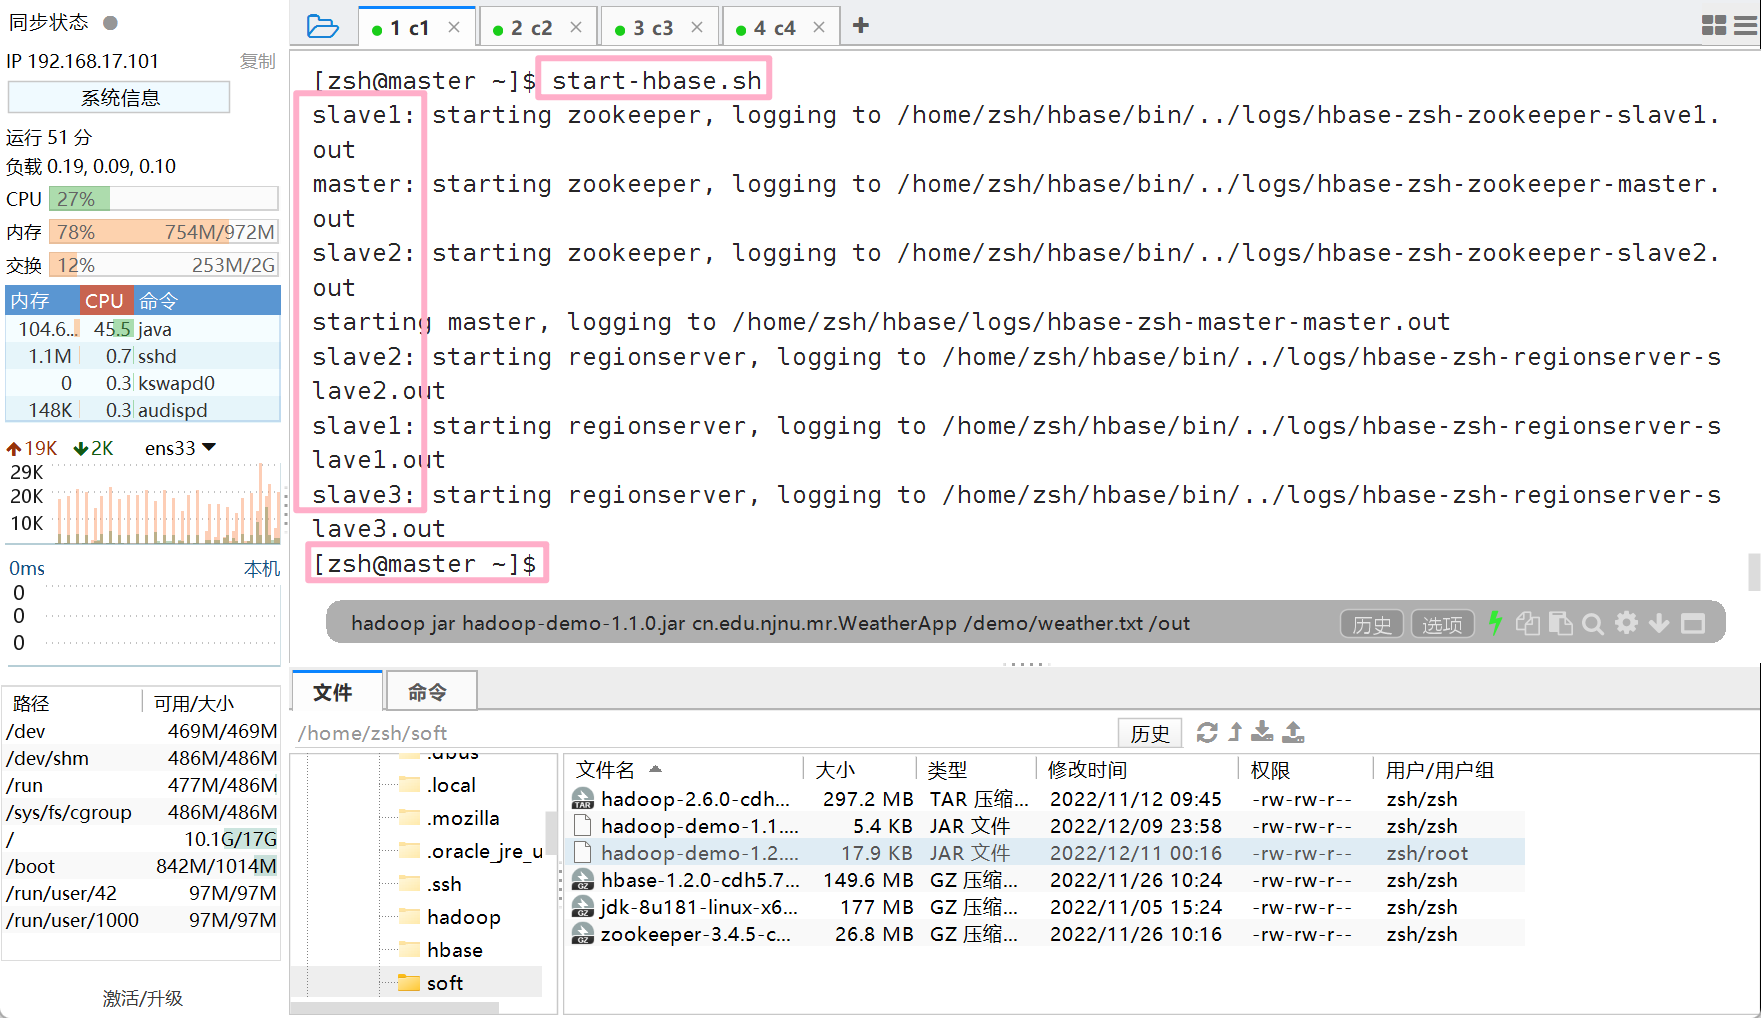 同步状态
IP 192.168.17.101 复制
系统信息
运行 51 分
负载 0.19, 0.09, 0.10
CPU 27%
内存 78% 754M/972M
交换 12% 253M/2G
内存 CPU 命令
104.6... 45.5 java
1.1M 0.7 sshd
0 0.3 kswapd0
148K 0.3 audispd
19K 2K ens33
29K
20K
10K
0ms 本机
0
0
0
路径 可用/大小
/dev 469M/469M
/dev/shm 486M/486M
/run 477M/486M
/sys/fs/cgroup 486M/486M
/ 10.1G/17G
/boot 842M/1014M
/run/user/42 97M/97M
/run/user/1000 97M/97M
激活/升级
1 c1 × 2 c2 × 3 c3 × 4 c4 × +
[zsh@master ~]$ start-hbase.sh
slave1: starting zookeeper, logging to /home/zsh/hbase/bin/../logs/hbase-zsh-zookeeper-slave1.
out
master: starting zookeeper, logging to /home/zsh/hbase/bin/../logs/hbase-zsh-zookeeper-master.
out
slave2: starting zookeeper, logging to /home/zsh/hbase/bin/../logs/hbase-zsh-zookeeper-slave2.
out
starting master, logging to /home/zsh/hbase/logs/hbase-zsh-master-master.out
slave2: starting regionserver, logging to /home/zsh/hbase/bin/../logs/hbase-zsh-regionserver-s
lave2.out
slave1: starting regionserver, logging to /home/zsh/hbase/bin/../logs/hbase-zsh-regionserver-s
lave1.out
slave3: starting regionserver, logging to /home/zsh/hbase/bin/../logs/hbase-zsh-regionserver-s
lave3.out
[zsh@master ~]$
hadoop jar hadoop-demo-1.1.0.jar cn.edu.njnu.mr.WeatherApp /demo/weather.txt /out 历史 选项
文件 命令
/home/zsh/soft 历史
.dbus
.local
.mozilla
.oracle_jre_u
.ssh
hadoop
hbase
soft
文件名 大小 类型 修改时间 权限 用户/用户组
hadoop-2.6.0-cdh... 297.2 MB TAR 压缩... 2022/11/12 09:45 -rw-rw-r-- zsh/zsh
hadoop-demo-1.1.... 5.4 KB JAR 文件 2022/12/09 23:58 -rw-rw-r-- zsh/zsh
hadoop-demo-1.2.... 17.9 KB JAR 文件 2022/12/11 00:16 -rw-rw-r-- zsh/root
hbase-1.2.0-cdh5.7... 149.6 MB GZ 压缩... 2022/11/26 10:24 -rw-rw-r-- zsh/zsh
jdk-8u181-linux-x6... 177 MB GZ 压缩... 2022/11/05 15:24 -rw-rw-r-- zsh/zsh
zookeeper-3.4.5-c... 26.8 MB GZ 压缩... 2022/11/26 10:16 -rw-rw-r-- zsh/zsh